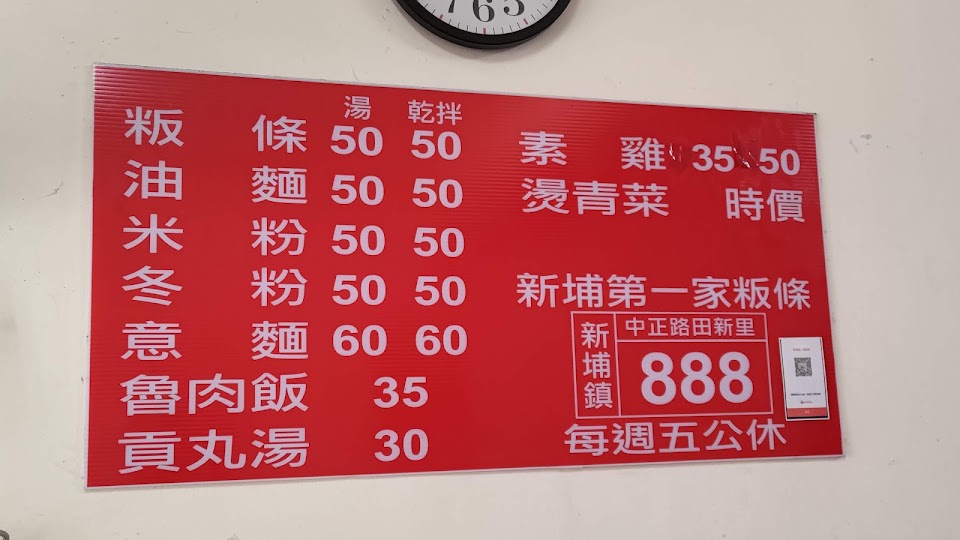 7 6 5
湯 乾拌
粄條 50 50
油麵 50 50
米粉 50 50
冬粉 50 50
意麵 60 60
魯肉飯 35
貢丸湯 30
素雞 35 50
燙青菜 時價
新埔第一家粄條
新埔鎮
中正路田新里
888
每週五公休